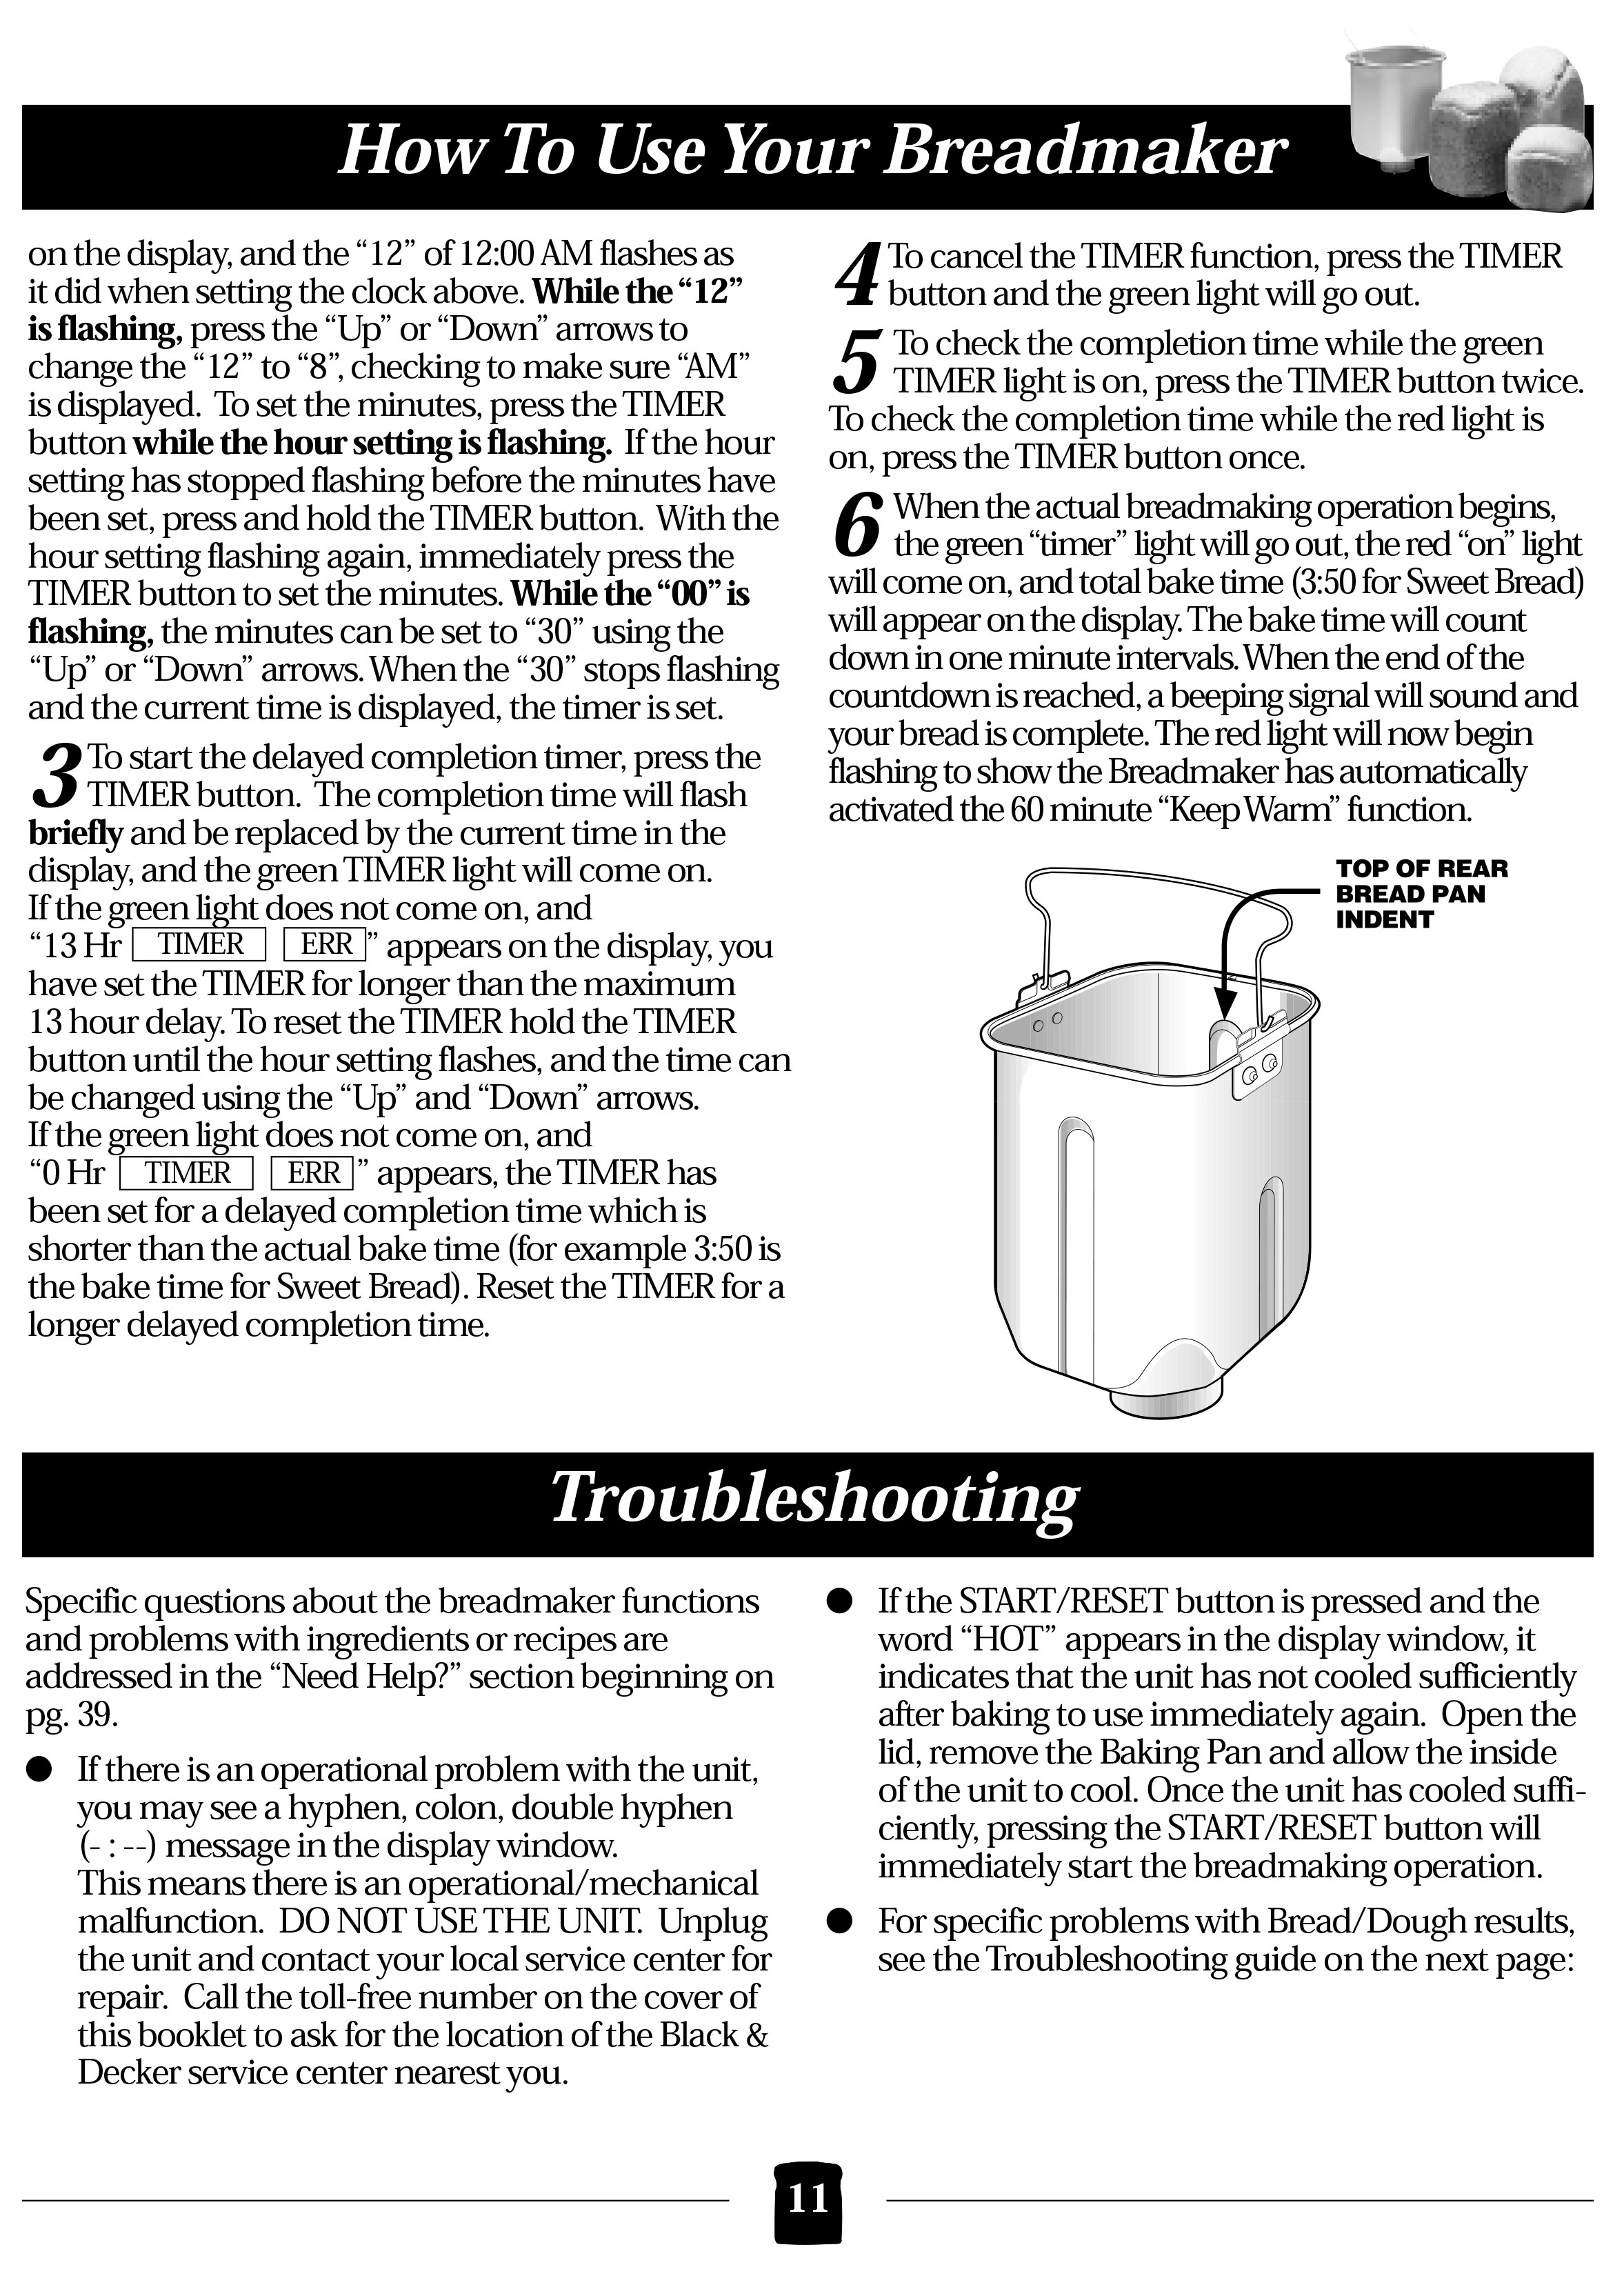 How To Use Your Breadmaker
on the display, and the “12” of 12:00 AM flashes as
it did when setting the clock above. While the “12”
is flashing, press the “Up” or “Down” arrows to
change the “12” to “8”, checking to make sure “AM”
is displayed. To set the minutes, press the TIMER
button while the hour setting is flashing. If the hour
setting has stopped flashing before the minutes have
been set, press and hold the TIMER button. With the
hour setting flashing again, immediately press the
TIMER button to set the minutes. While the “00” is
flashing, the minutes can be set to “30” using the
“Up” or “Down” arrows. When the “30” stops flashing
and the current time is displayed, the timer is set.
3 To start the delayed completion timer, press the
TIMER button. The completion time will flash
briefly and be replaced by the current time in the
display, and the green TIMER light will come on.
If the green light does not come on, and
“13 Hr TIMER ERR” appears on the display, you
have set the TIMER for longer than the maximum
13 hour delay. To reset the TIMER hold the TIMER
button until the hour setting flashes, and the time can
be changed using the “Up” and “Down” arrows.
If the green light does not come on, and
“0 Hr TIMER ERR” appears, the TIMER has
been set for a delayed completion time which is
shorter than the actual bake time (for example 3:50 is
the bake time for Sweet Bread). Reset the TIMER for a
longer delayed completion time.
4 To cancel the TIMER function, press the TIMER
button and the green light will go out.
5 To check the completion time while the green
TIMER light is on, press the TIMER button twice.
To check the completion time while the red light is
on, press the TIMER button once.
6 When the actual breadmaking operation begins,
the green “timer” light will go out, the red “on” light
will come on, and total bake time (3:50 for Sweet Bread)
will appear on the display. The bake time will count
down in one minute intervals. When the end of the
countdown is reached, a beeping signal will sound and
your bread is complete. The red light will now begin
flashing to show the Breadmaker has automatically
activated the 60 minute “Keep Warm” function.
TOP OF REAR
BREAD PAN
INDENT
Troubleshooting
Specific questions about the breadmaker functions
and problems with ingredients or recipes are
addressed in the “Need Help?” section beginning on
pg. 39.
● If there is an operational problem with the unit,
you may see a hyphen, colon, double hyphen
(- : --) message in the display window.
This means there is an operational/mechanical
malfunction. DO NOT USE THE UNIT. Unplug
the unit and contact your local service center for
repair. Call the toll-free number on the cover of
this booklet to ask for the location of the Black &
Decker service center nearest you.
● If the START/RESET button is pressed and the
word “HOT” appears in the display window, it
indicates that the unit has not cooled sufficiently
after baking to use immediately again. Open the
lid, remove the Baking Pan and allow the inside
of the unit to cool. Once the unit has cooled suffi-
ciently, pressing the START/RESET button will
immediately start the breadmaking operation.
● For specific problems with Bread/Dough results,
see the Troubleshooting guide on the next page:
11